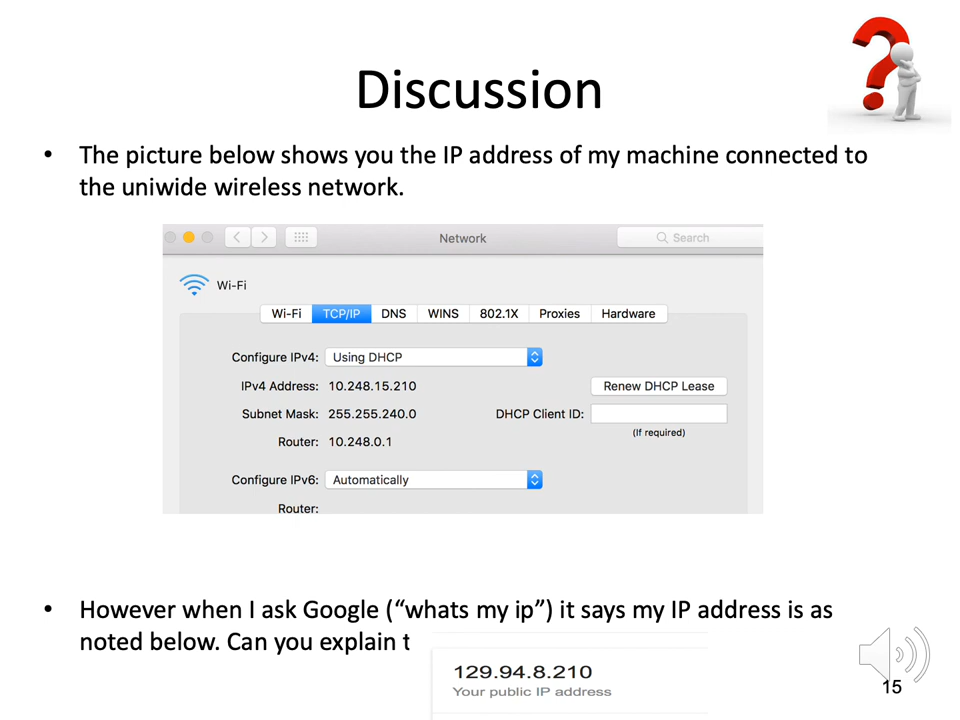 Discussion
• The picture below shows you the IP address of my machine connected to
the uniwide wireless network.
Network
Search
Wi-Fi
Wi-Fi TCP/IP DNS WINS 802.1X Proxies Hardware
Configure IPv4: Using DHCP
IPv4 Address: 10.248.15.210 Renew DHCP Lease
Subnet Mask: 255.255.240.0 DHCP Client ID:
Router: 10.248.0.1 (If required)
Configure IPv6: Automatically
Router:
• However when I ask Google (“whats my ip”) it says my IP address is as
noted below. Can you explain t
129.94.8.210
Your public IP address
15